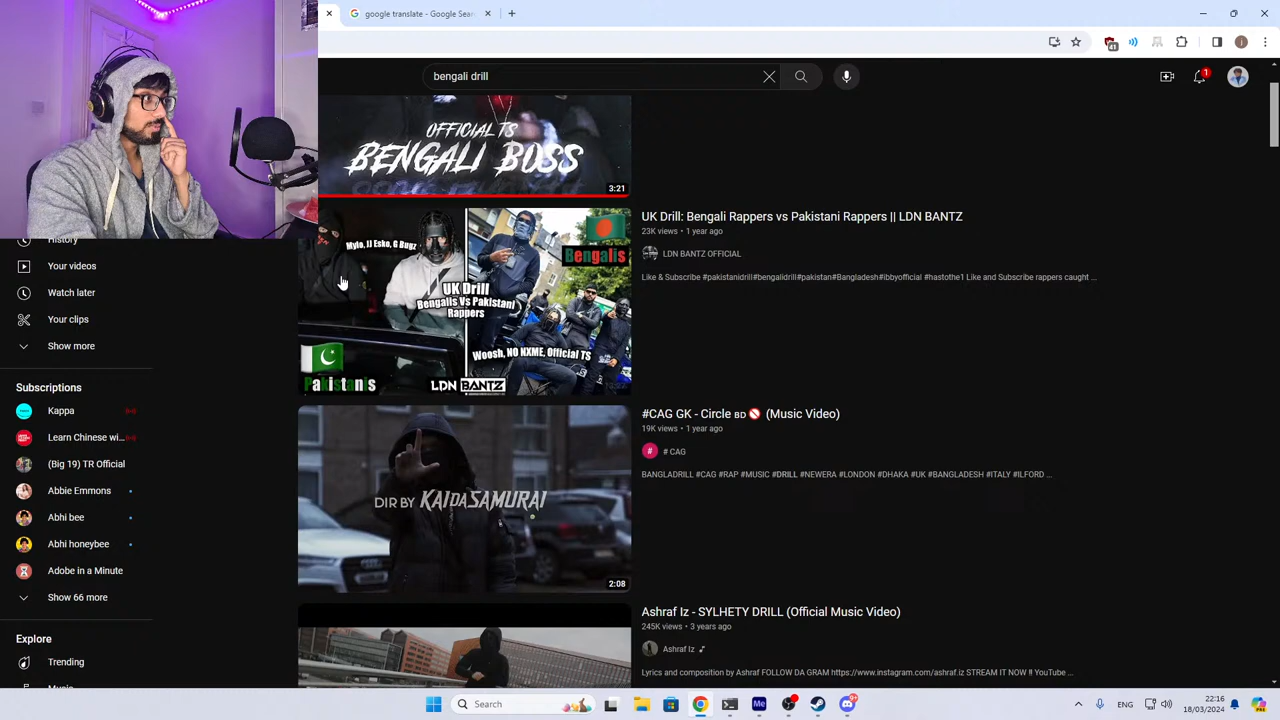 google translate - Google Sear
bengali drill
41
1
OFFICIAL TS
BENGALI BOSS
3:21
UK Drill: Bengali Rappers vs Pakistani Rappers || LDN BANTZ
23K views • 1 year ago
LDN BANTZ OFFICIAL
Like & Subscribe #pakistanidrill#bengalidrill#pakistan#Bangladesh#ibbyofficial #hastothe1 Like and Subscribe rappers caught ...
Mylo, JJ Esko, G Bugz
Bengalis
UK Drill
Bengalis Vs Pakistani
Rappers
Woosh, NO NXME, Official TS
Pakistanis
LDN BANTZ
History
Your videos
Watch later
Your clips
Show more
Subscriptions
Kappa
Learn Chinese wi...
(Big 19) TR Official
Abbie Emmons
Abhi bee
Abhi honeybee
Adobe in a Minute
Show 66 more
Explore
Trending
Music
#CAG GK - Circle BD🚫 (Music Video)
19K views • 1 year ago
# CAG
BANGLADRILL #CAG #RAP #MUSIC #DRILL #NEWERA #LONDON #DHAKA #UK #BANGLADESH #ITALY #ILFORD ...
DIR BY KAIDASAMURAI
2:08
Ashraf Iz - SYLHETY DRILL (Official Music Video)
245K views • 3 years ago
Ashraf Iz
Lyrics and composition by Ashraf FOLLOW DA GRAM https://www.instagram.com/ashraf.iz STREAM IT NOW !! YouTube ...
Search
ENG
22:16
18/03/2024